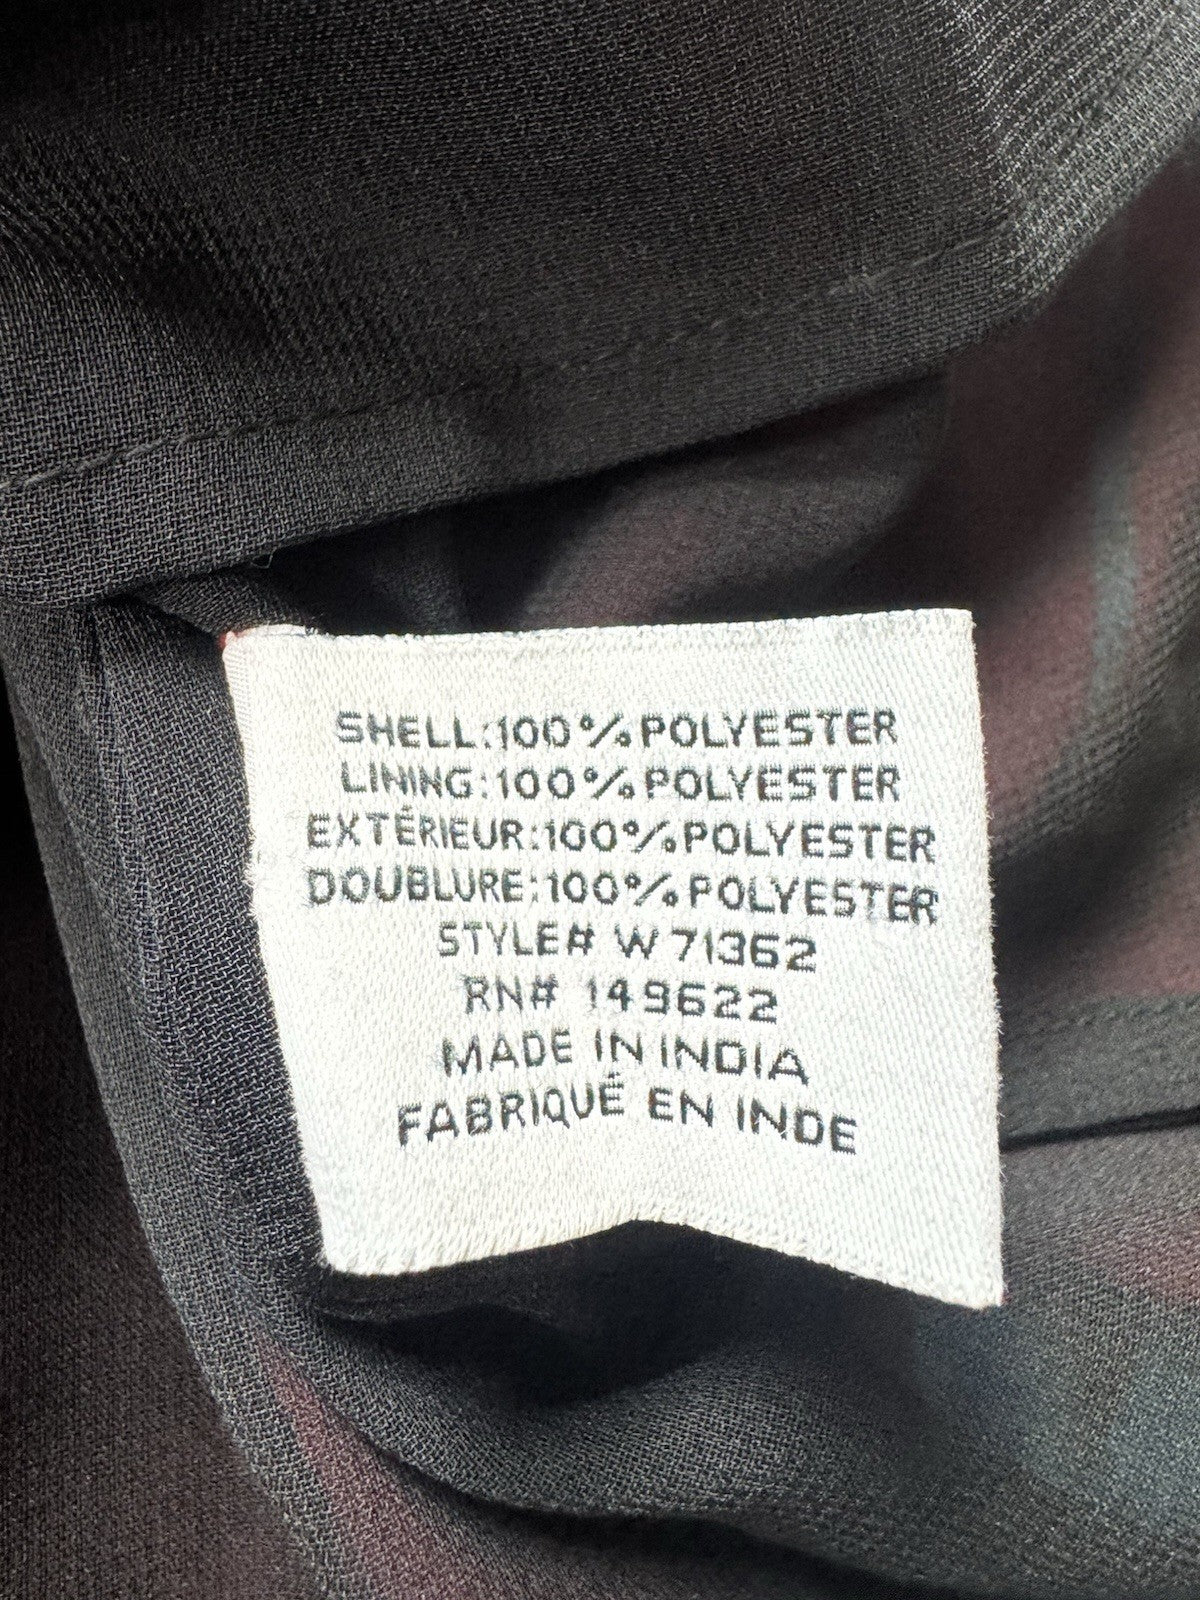 SHELL:100%POLYESTER
LINING:100%POLYESTER
EXTÉRIEUR:100%POLYESTER
DOUBLURE:100%POLYESTER
STYLE# W71362
RN# 149622
MADE IN INDIA
FABRIQUÉ EN INDE